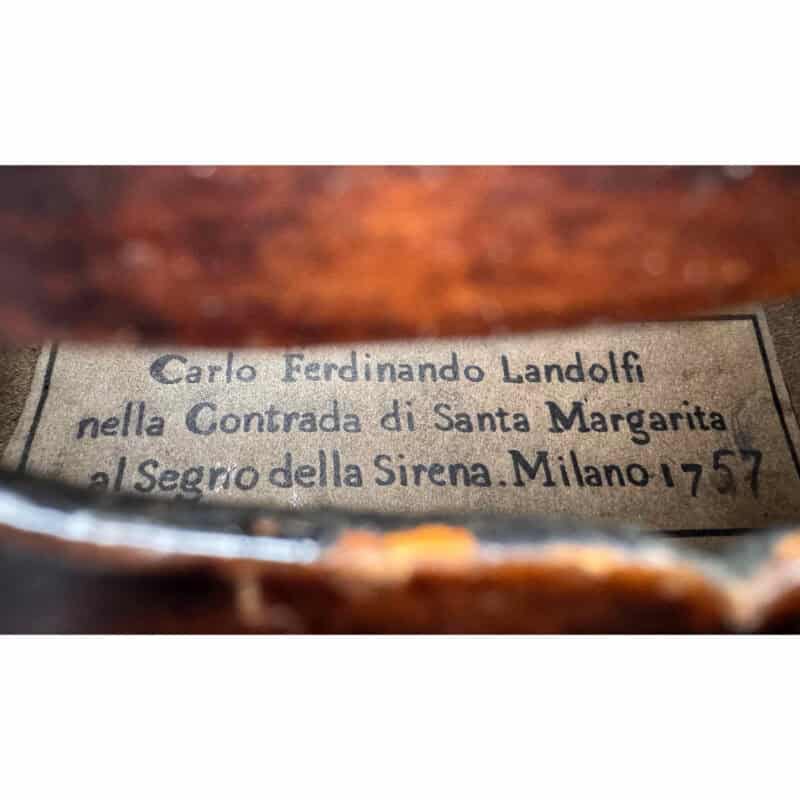 Carlo Ferdinando Landolfi
nella Contrada di Santa Margarita
al Segno della Sirena. Milano 1757